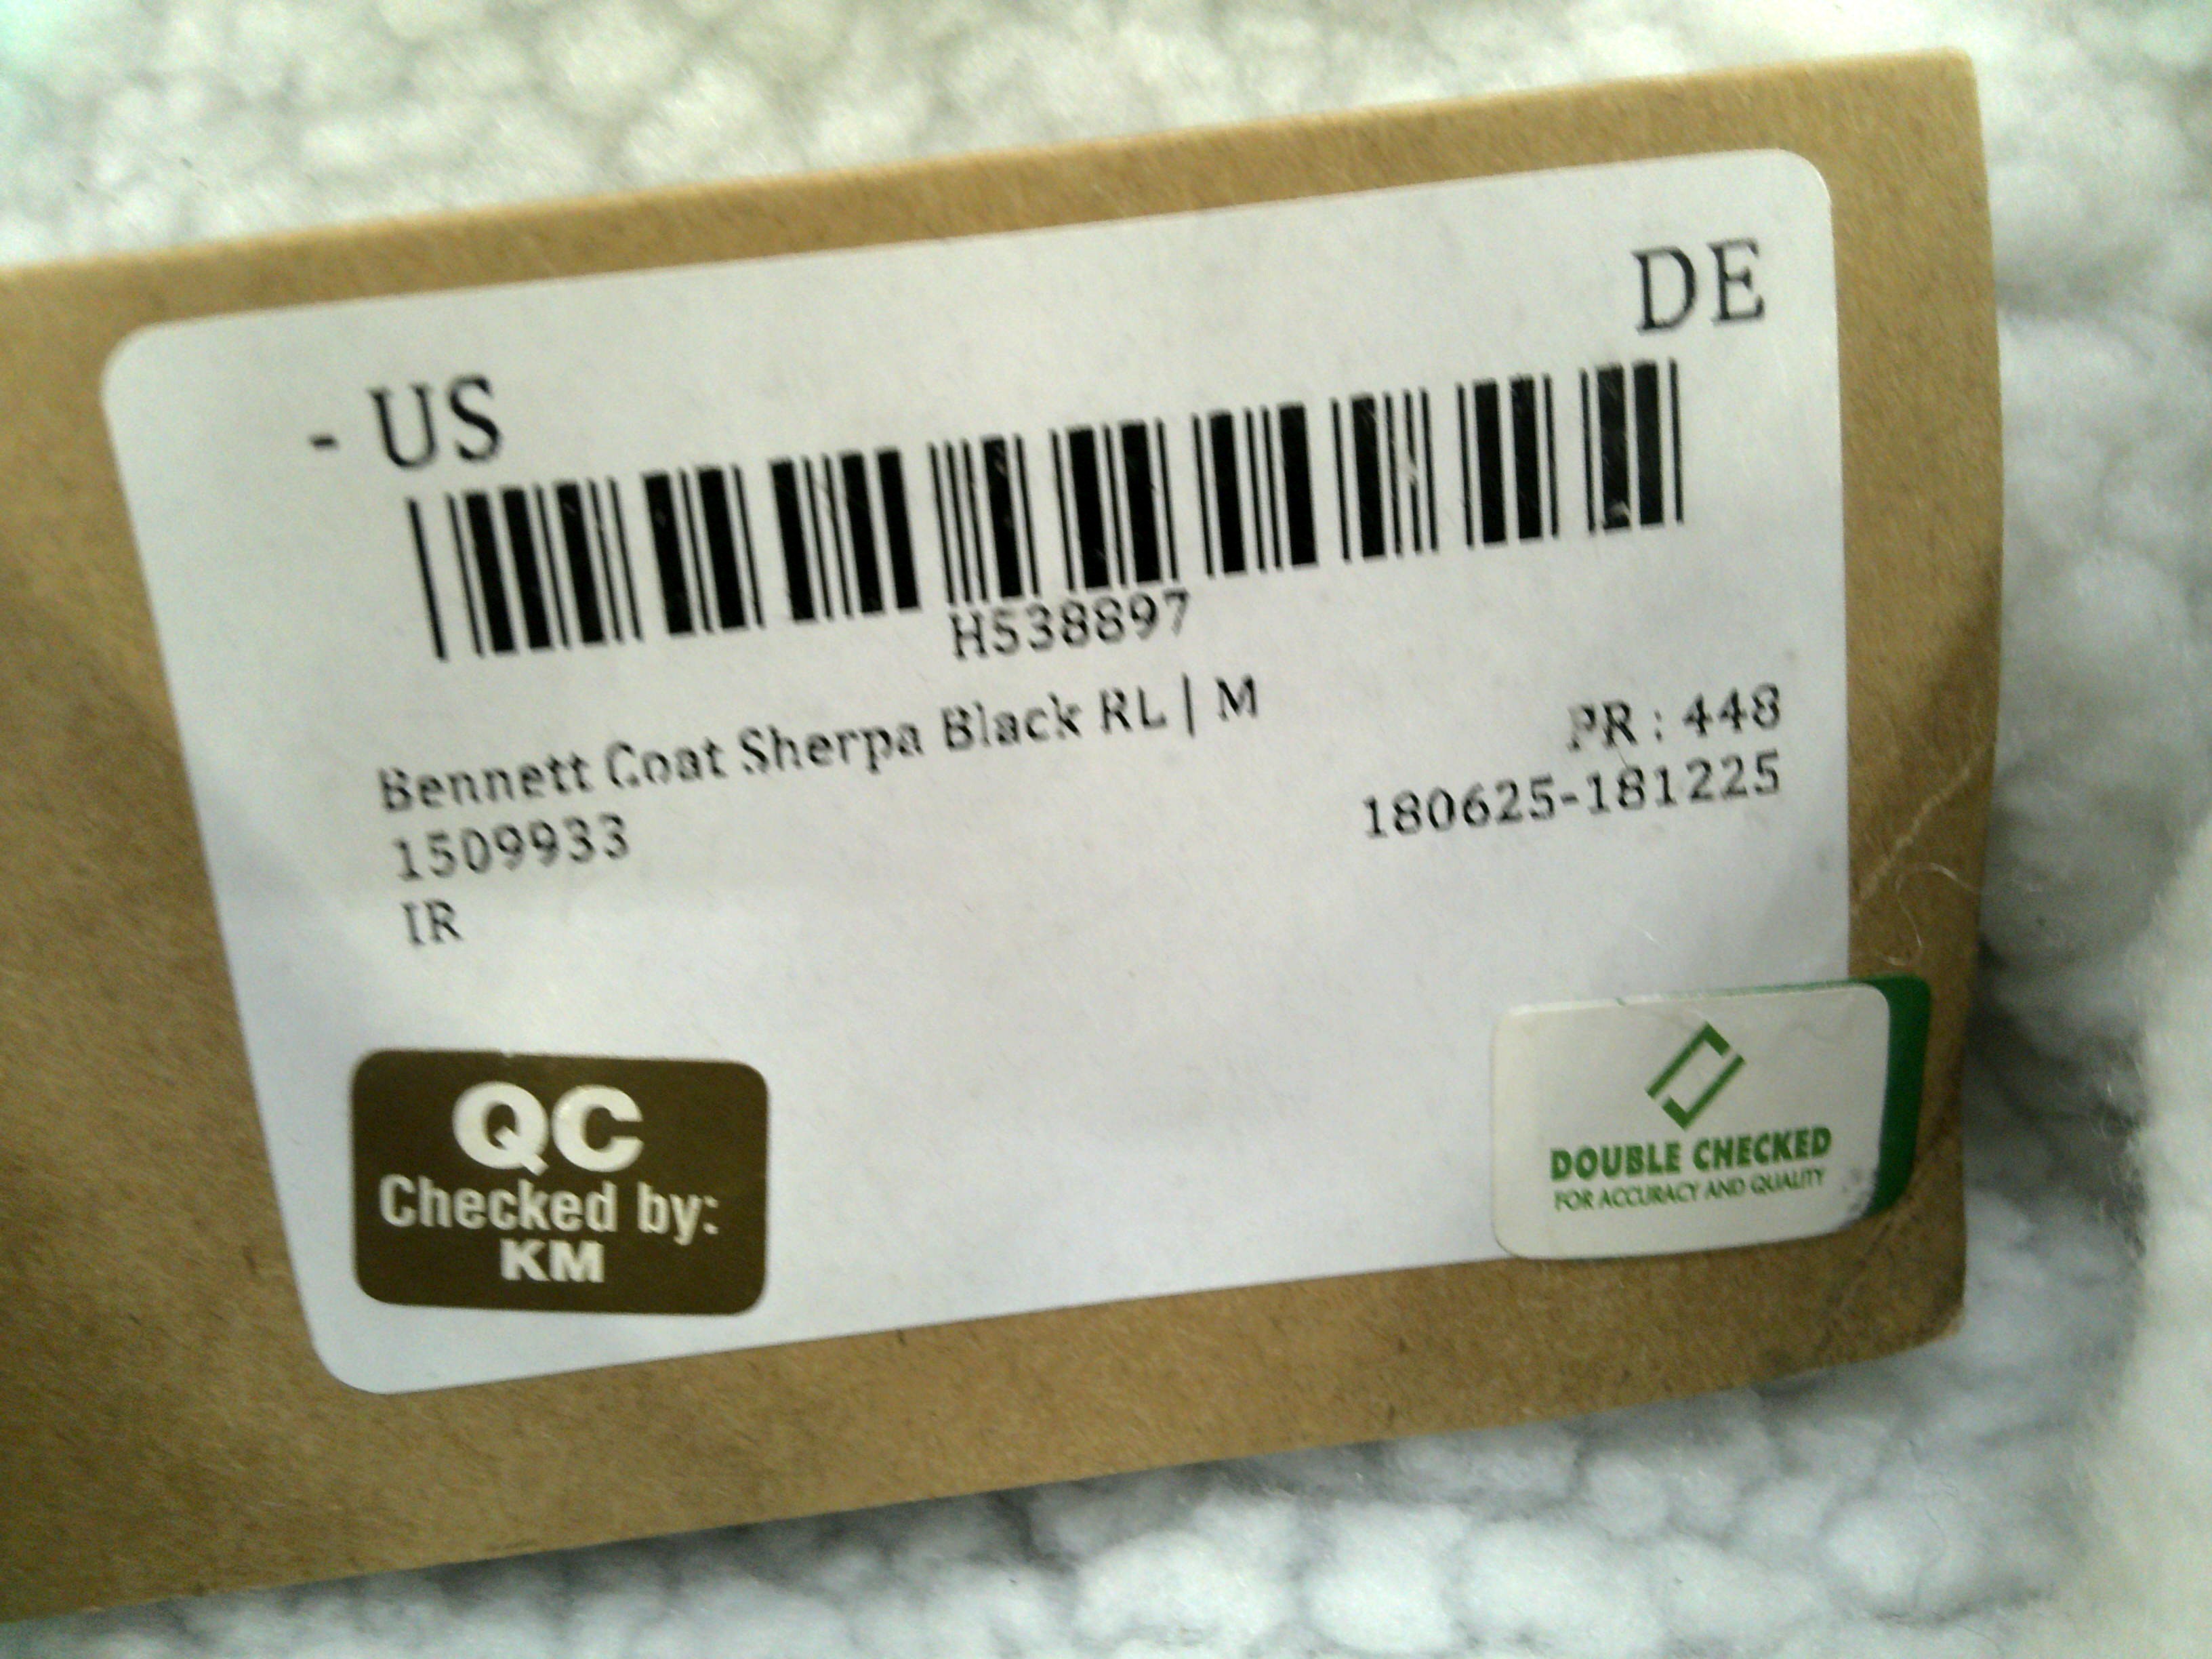 - US DE
H538897
Bennett Coat Sherpa Black RL | M
PR : 448
1509933
180625-181225
IR
QC
Checked by:
KM
DOUBLE CHECKED
FOR ACCURACY AND QUALITY